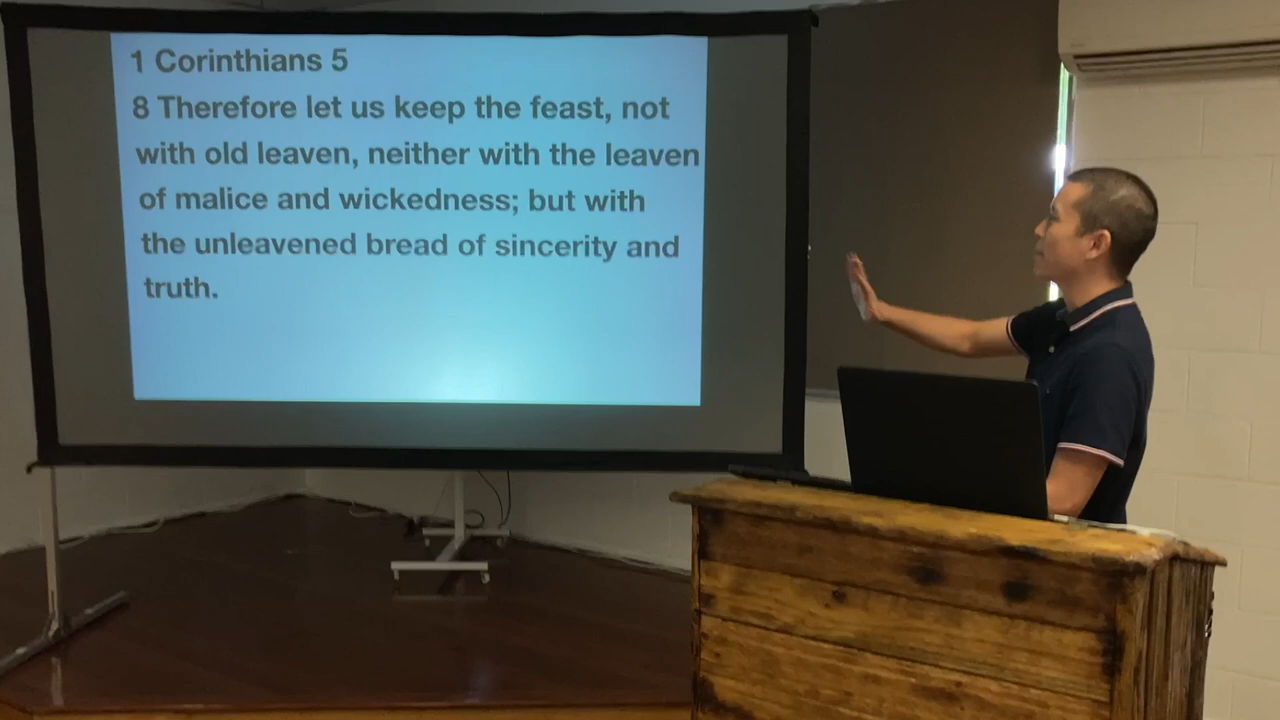 1 Corinthians 5
8 Therefore let us keep the feast, not
with old leaven, neither with the leaven
of malice and wickedness; but with
the unleavened bread of sincerity and
truth.